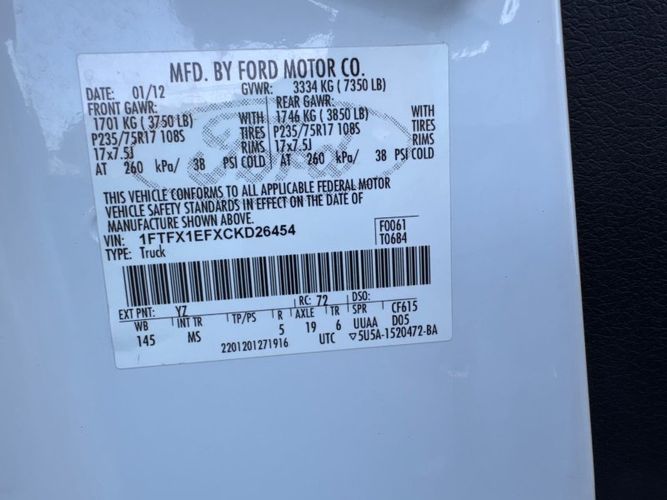 MFD. BY FORD MOTOR CO.
DATE: 01/12 GVWR: 3334 KG ( 7350 LB)
FRONT GAWR: REAR GAWR:
1701 KG ( 3750 LB) WITH 1746 KG ( 3850 LB) WITH
P235/75R17 108S TIRES P235/75R17 108S TIRES
17x7.5J RIMS 17x7.5J RIMS
AT 260 kPa/ 38 PSI COLD AT 260 kPa/ 38 PSI COLD
THIS VEHICLE CONFORMS TO ALL APPLICABLE FEDERAL MOTOR
VEHICLE SAFETY STANDARDS IN EFFECT ON THE DATE OF
MANUFACTURE SHOWN ABOVE.
VIN: 1FTFX1EFXCKD26454 F0061
TYPE: Truck T0684
EXT PNT: YZ RC: 72 DSO:
WB INT TR TP/PS R AXLE TR SPR CF615
145 MS 5 19 6 UUAA D05
2201201271916 UTC ▽5U5A-1520472-BA
Ford